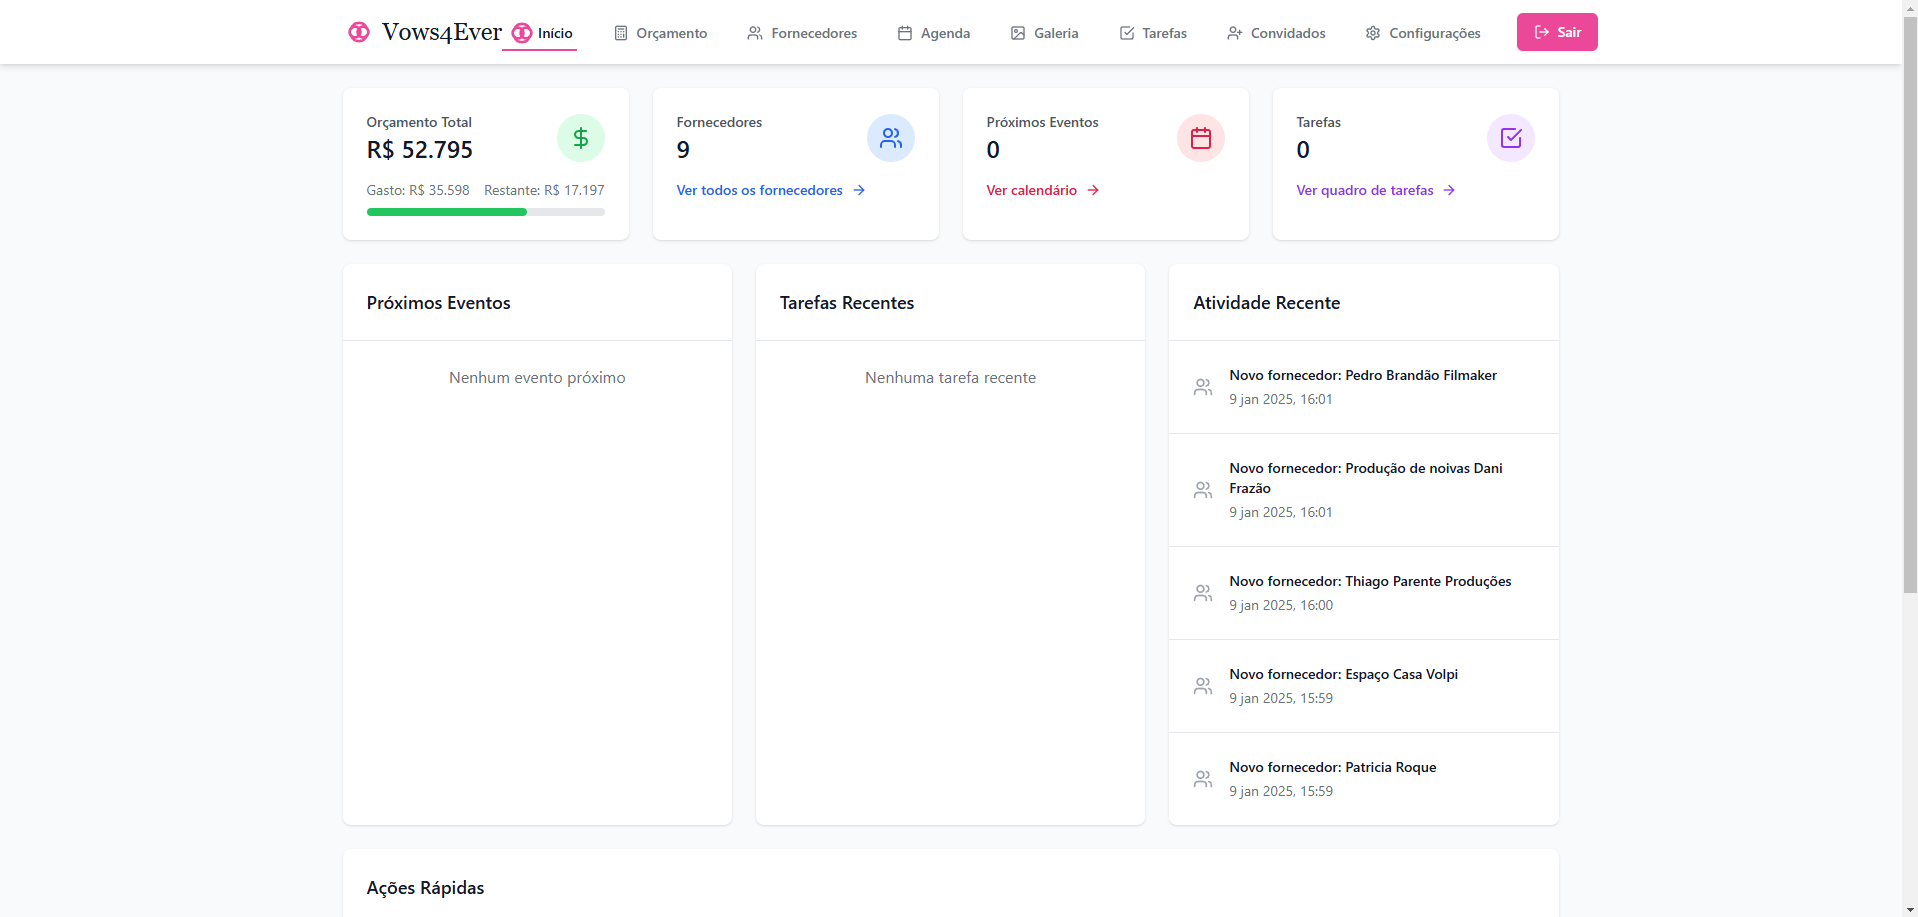 Vows4Ever
Início
Orçamento
Fornecedores
Agenda
Galeria
Tarefas
Convidados
Configurações
Sair
Orçamento Total
R$ 52.795
Gasto: R$ 35.598
Restante: R$ 17.197
Fornecedores
9
Ver todos os fornecedores
Próximos Eventos
0
Ver calendário
Tarefas
0
Ver quadro de tarefas
Próximos Eventos
Nenhum evento próximo
Tarefas Recentes
Nenhuma tarefa recente
Atividade Recente
Novo fornecedor: Pedro Brandão Filmaker
9 jan 2025, 16:01
Novo fornecedor: Produção de noivas Dani
Frazão
9 jan 2025, 16:01
Novo fornecedor: Thiago Parente Produções
9 jan 2025, 16:00
Novo fornecedor: Espaço Casa Volpi
9 jan 2025, 15:59
Novo fornecedor: Patricia Roque
9 jan 2025, 15:59
Ações Rápidas